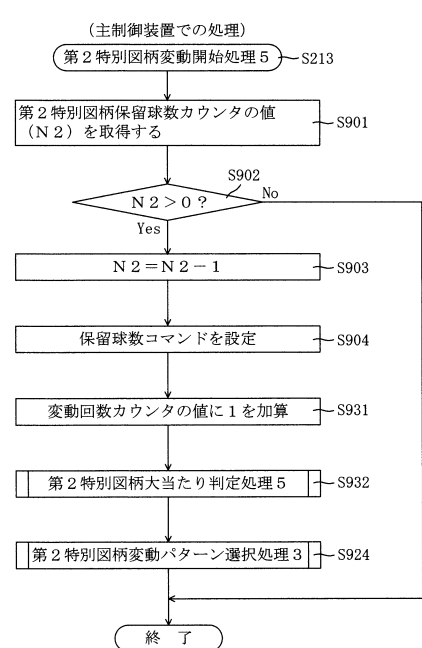 （主制御装置での処理）
第２特別図柄変動開始処理５
S213
第２特別図柄保留球数カウンタの値
（Ｎ２）を取得する
S901
S902
Ｎ２＞０？
No
Yes
Ｎ２＝Ｎ２－１
S903
保留球数コマンドを設定
S904
変動回数カウンタの値に１を加算
S931
第２特別図柄大当たり判定処理５
S932
第２特別図柄変動パターン選択処理３
S924
終　了